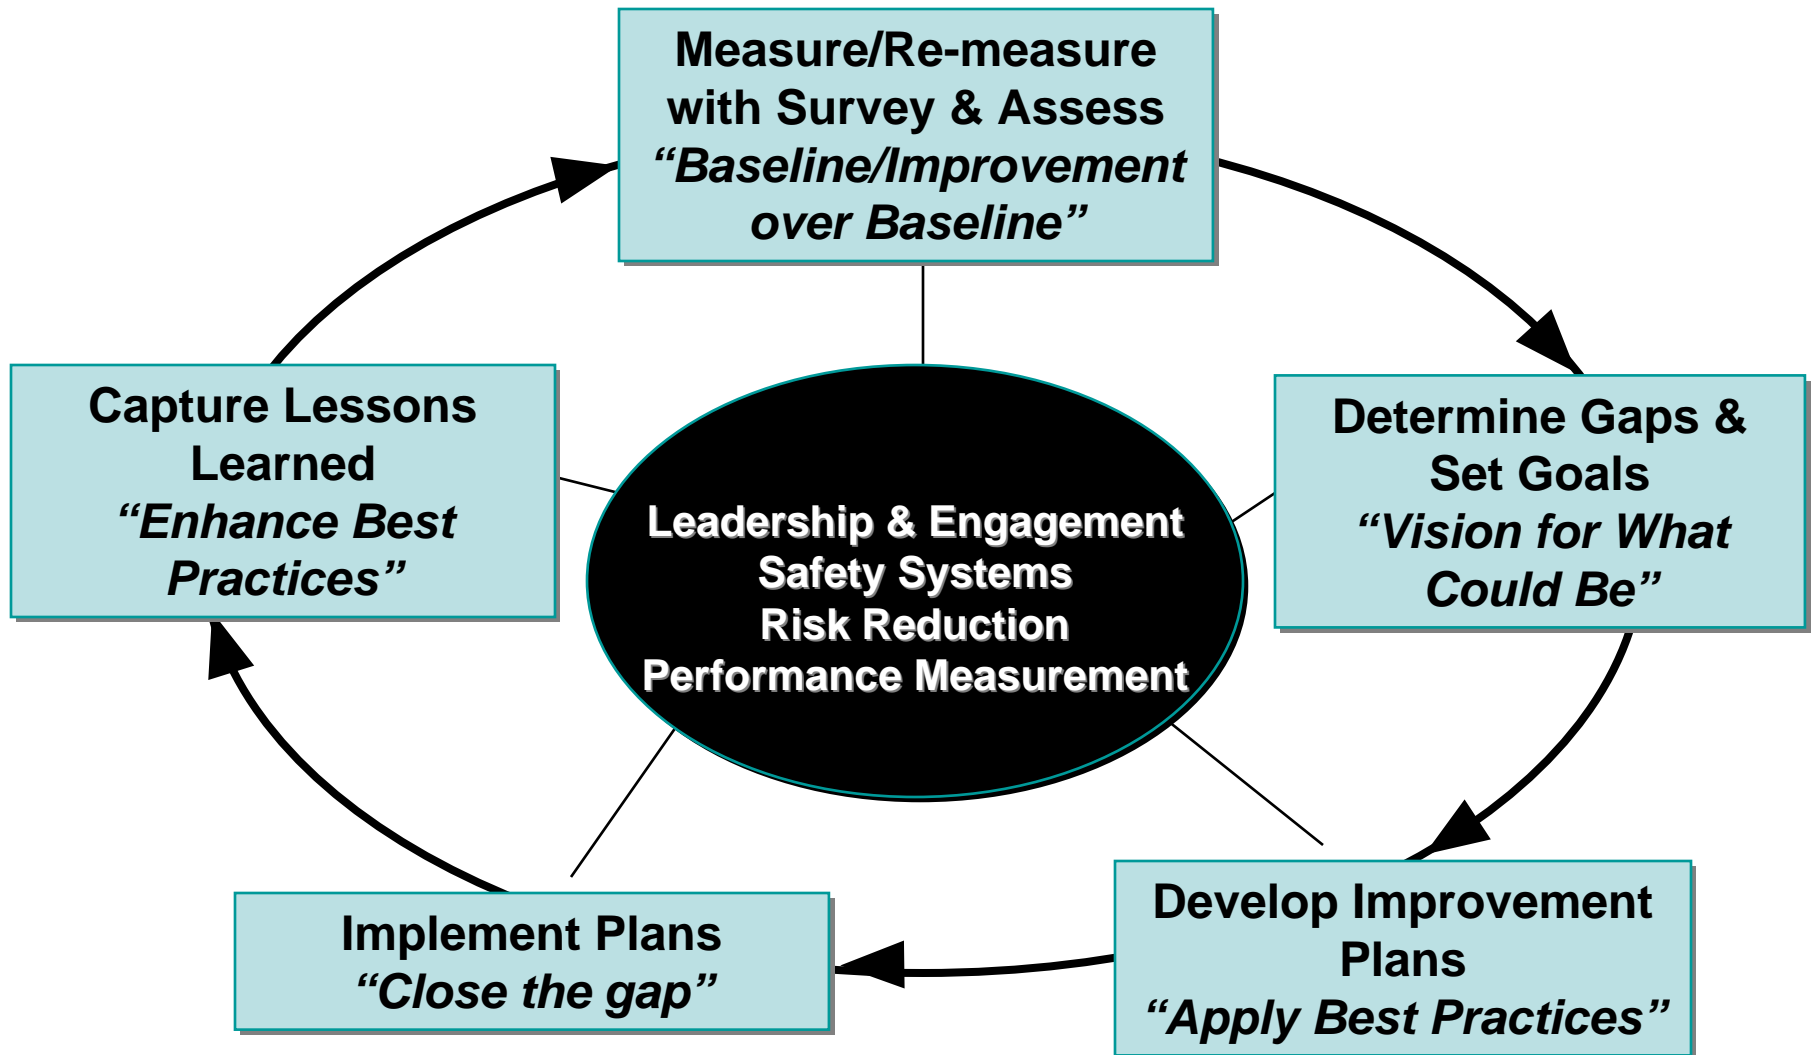 Measure/Re-measure
with Survey & Assess
“Baseline/Improvement
over Baseline”
Capture Lessons
Learned
“Enhance Best
Practices”
Determine Gaps &
Set Goals
“Vision for What
Could Be”
Leadership & Engagement
Safety Systems
Risk Reduction
Performance Measurement
Implement Plans
“Close the gap”
Develop Improvement
Plans
“Apply Best Practices”